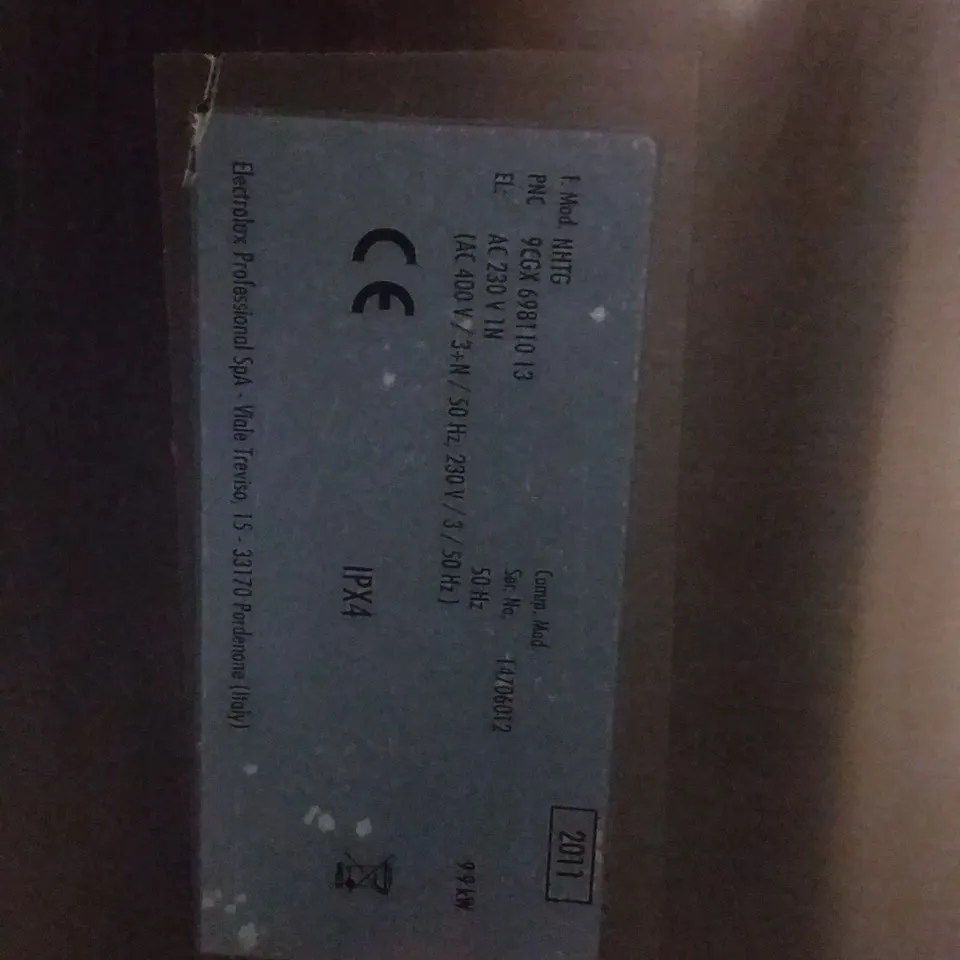 2011
F. Mod. NHTG
Comm. Mod.
PNC 9CGX 698110 13
Ser. No. 14706012
EL: AC 230 V 1N 50 Hz
(AC 400 V / 3+N / 50 Hz, 230 V / 3 / 50 Hz ) 9.9 kW
CE IPX4
Electrolux Professional SpA - Viale Treviso, 15 - 33170 Pordenone (Italy)